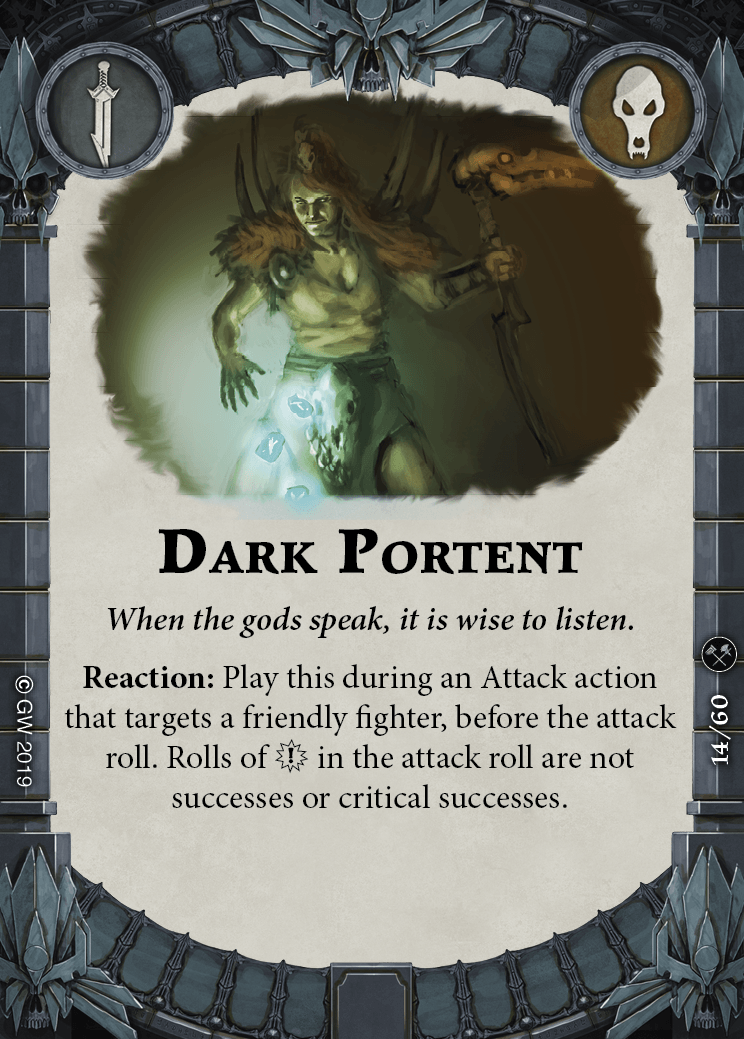 Dark Portent
When the gods speak, it is wise to listen.
Reaction: Play this during an Attack action
that targets a friendly fighter, before the attack
roll. Rolls of in the attack roll are not
successes or critical successes.
© GW 2019
14/60